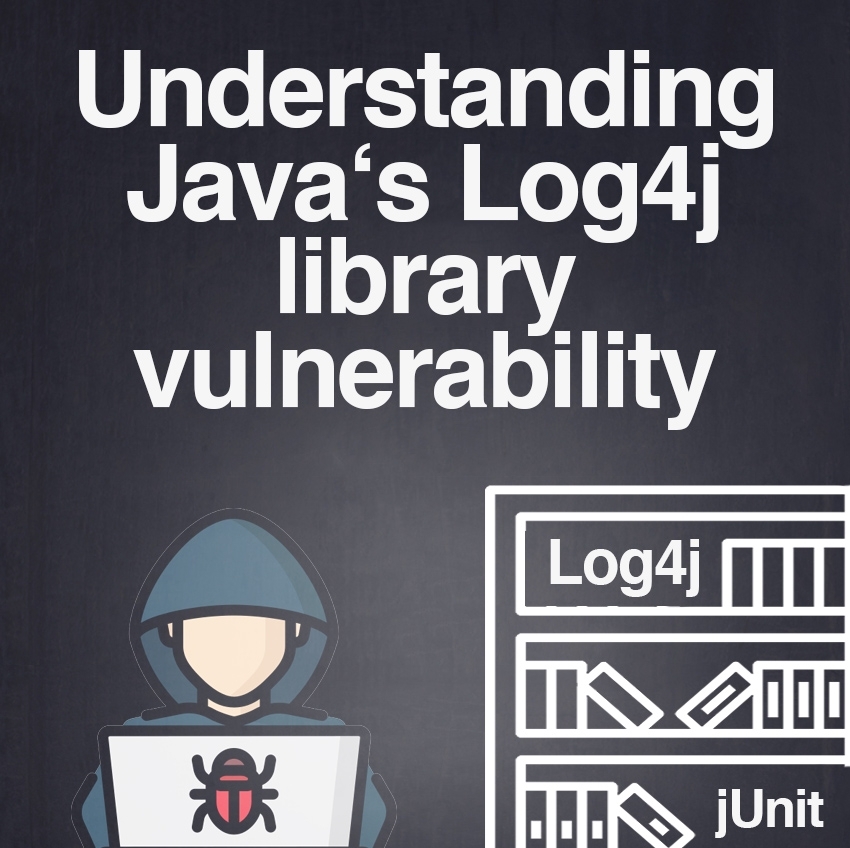 Understanding
Java‘s Log4j
library
vulnerability
Log4j
jUnit